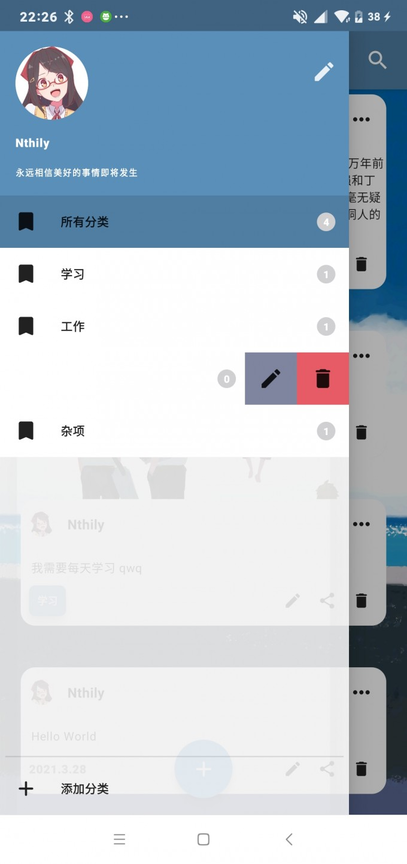 22:26
38
Nthily
永远相信美好的事情即将发生
所有分类
4
学习
1
工作
1
0
杂项
1
万年前
和丁
毫无疑
同人的
Nthily
我需要每天学习 qwq
学习
Nthily
Hello World
2021.3.28
添加分类